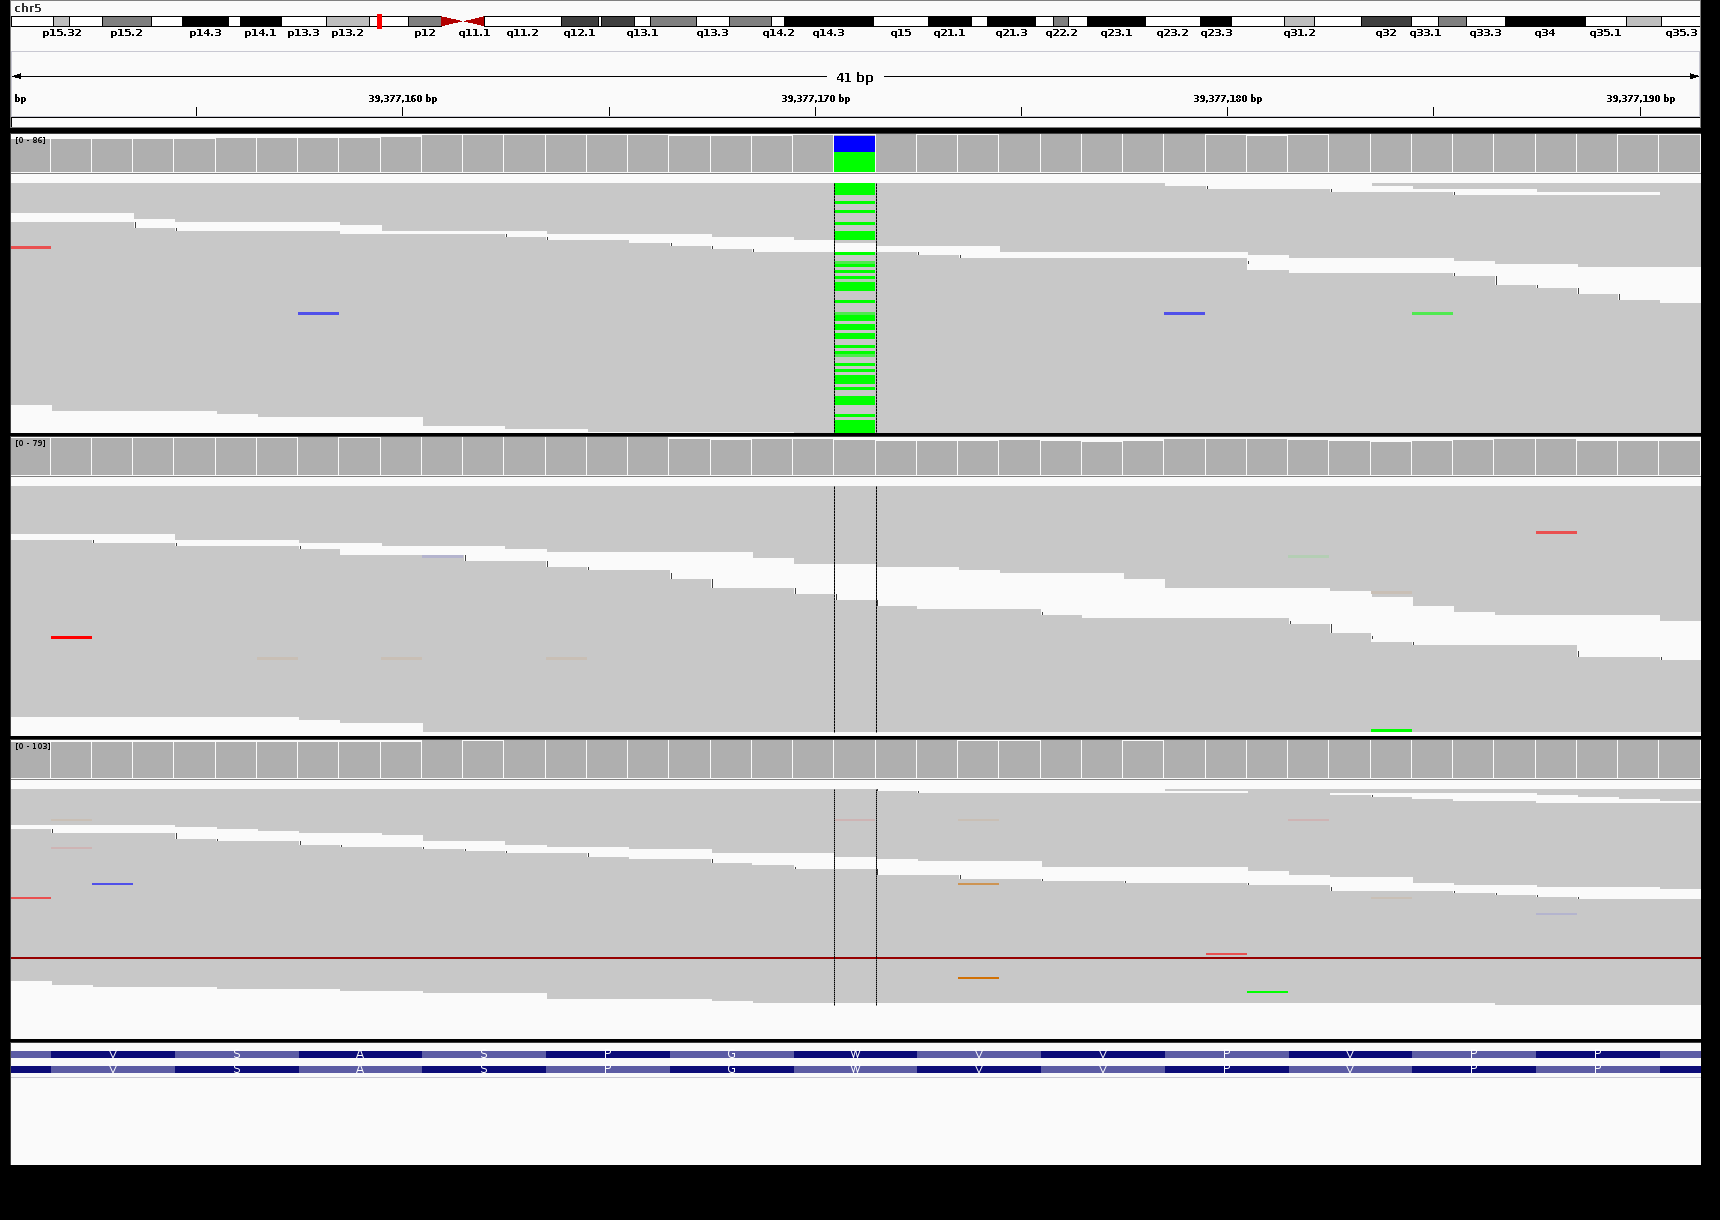 chr5
p15.32 p15.2 p14.3 p14.1 p13.3 p13.2 p12 q11.1 q11.2 q12.1 q13.1 q13.3 q14.2 q14.3 q15 q21.1 q21.3 q22.2 q23.1 q23.2 q23.3 q31.2 q32 q33.1 q33.3 q34 q35.1 q35.3
41 bp
bp 39,377,160 bp 39,377,170 bp 39,377,180 bp 39,377,190 bp
[0 - 86]
[0 - 79]
[0 - 103]
V S A S P G W V V P V P P
V S A S P G W V V P V P P